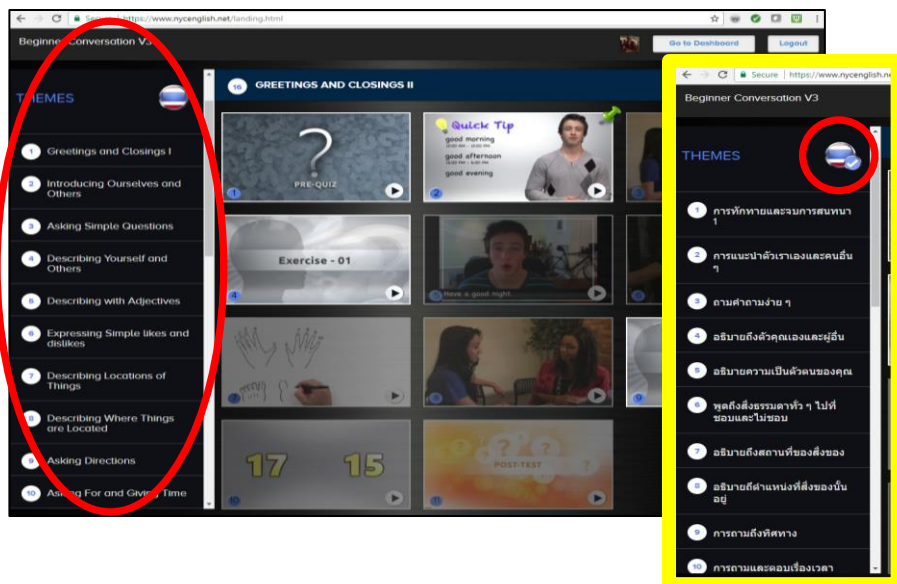 Secure | https://www.nycenglish.net/landing.html
Beginner Conversation V3
Go to Dashboard
Logout
THEMES
1 Greetings and Closings I
2 Introducing Ourselves and
Others
3 Asking Simple Questions
4 Describing Yourself and
Others
5 Describing with Adjectives
6 Expressing Simple likes and
dislikes
7 Describing Locations of
Things
8 Describing Where Things
are Located
9 Asking Directions
10 Asking For and Giving Time
16 GREETINGS AND CLOSINGS II
?
PRE-QUIZ
1
Quick Tip
good morning
good afternoon
good evening
2
3
Exercise - 01
4
Have a good night.
7
9
17 15
10
POST-TEST
11
Secure | https://www.nycenglish.ne
Beginner Conversation V3
THEMES
1 การทักทายและจบการสนทนา
1
2 การแนะนำตัวเราเองและคนอื่น
ๆ
3 ถามคำถามง่าย ๆ
4 อธิบายถึงตัวคุณเองและผู้อื่น
5 อธิบายความเป็นตัวตนของคุณ
6 พูดถึงสิ่งธรรมดาทั่ว ๆ ไปที่
ชอบและไม่ชอบ
7 อธิบายถึงสถานที่ของสิ่งของ
8 อธิบายถึตำแหน่งที่สิ่งของนั้น
อยู่
9 การถามถึงทิศทาง
10 การถามและตอบเรื่องเวลา